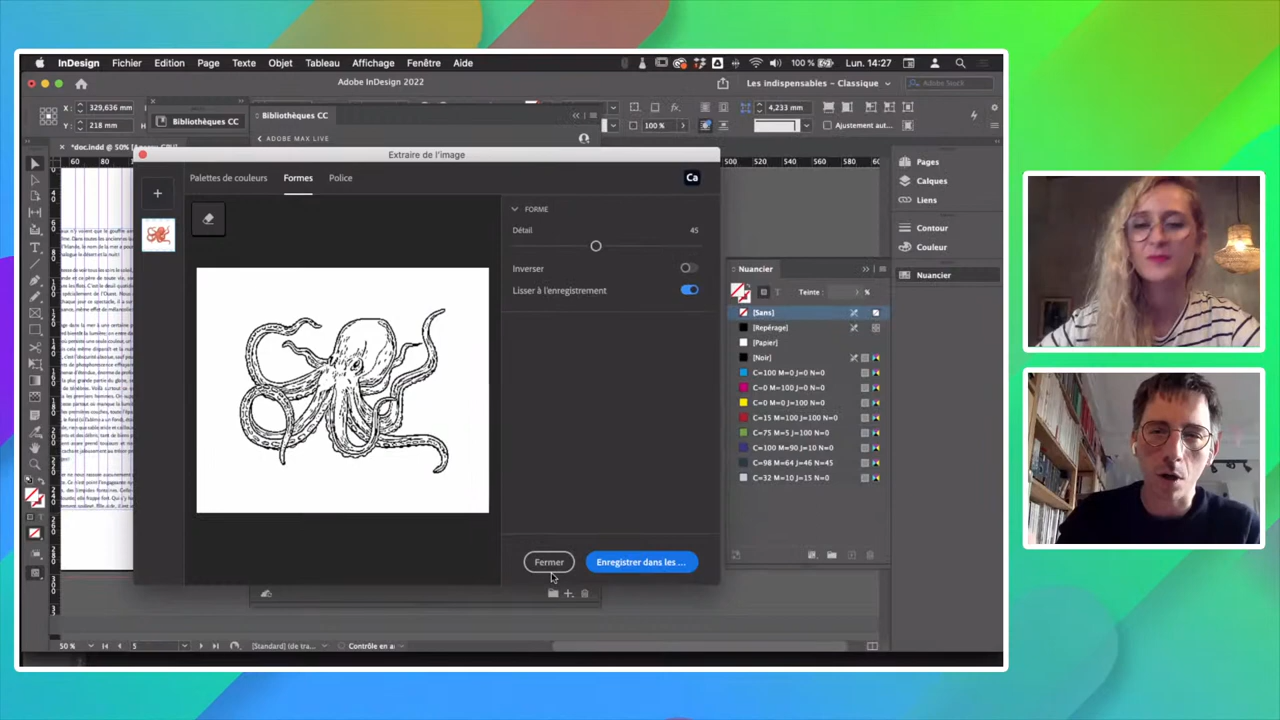 InDesign Fichier Edition Page Texte Objet Tableau Affichage Fenêtre Aide 100 % Lun. 14:27
Adobe InDesign 2022 Les indispensables - Classique Adobe Stock
X: 329,636 mm
Y: 218 mm
Bibliothèques CC
Bibliothèques CC
100 %
4,233 mm
Ajustement aut...
ADOBE MAX LIVE
*doc.indd @ 50%
Extraire de l'image
60 80 500 520 540 560 580
Palettes de couleurs Formes Police Ca
FORME
Détail 45
Inverser
Lisser à l'enregistrement
Fermer Enregistrer dans les ...
Pages
Calques
Liens
Contour
Couleur
Nuancier
Nuancier
T Teinte : %
[Sans]
[Repérage]
[Papier]
[Noir]
C=100 M=0 J=0 N=0
C=0 M=100 J=0 N=0
C=0 M=0 J=100 N=0
C=15 M=100 J=100 N=0
C=75 M=5 J=100 N=0
C=100 M=90 J=10 N=0
C=98 M=64 J=46 N=45
C=32 M=10 J=15 N=0
50 % 5 [Standard] (de tra... Contrôle en a